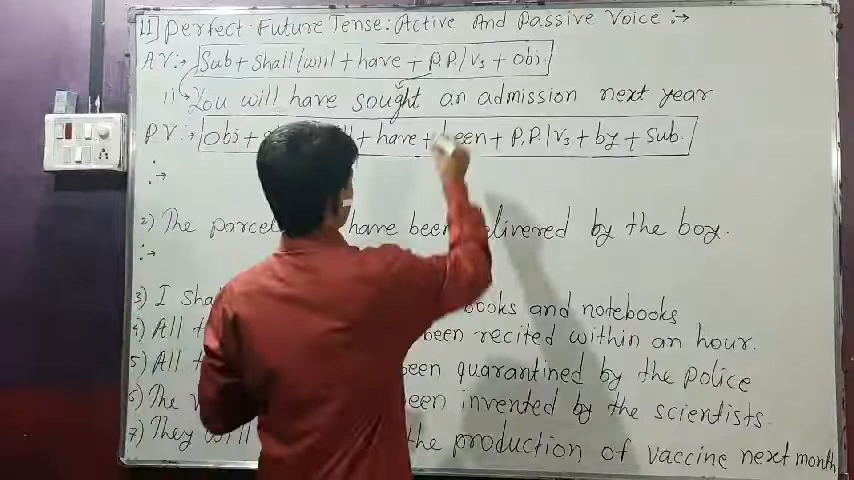 11] Perfect Future Tense: Active And Passive Voice :→
AV:→ Sub + Shall/will + have + P.P./V3 + obj.
1) You will have sought an admission next year
PV:→ Obj + + have + been + P.P./V3 + by + Sub.
:→
2) The parcel have been delivered by the boy.
:→
3) I books and notebooks
4) All been recited within an hour.
5) All been quarantined by the police
6) The been invented by the scientists.
7) They will the production of vaccine next month